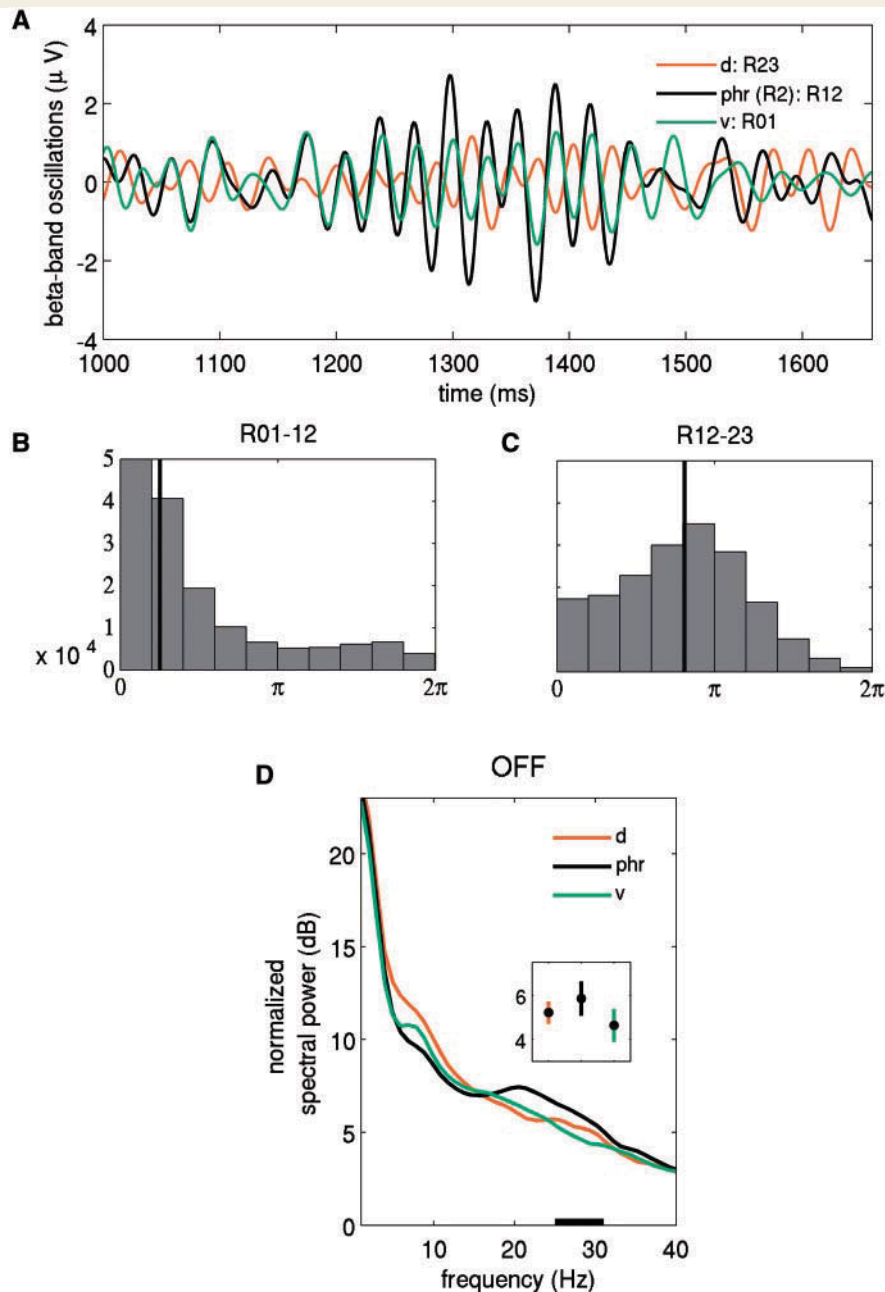 A
beta-band oscillations (μ V)
4
2
0
-2
-4
d: R23
phr (R2): R12
v: R01
1000 1100 1200 1300 1400 1500 1600
time (ms)
B
R01-12
5
4
3
2
1
0
x 10 4
0 π 2π
C
R12-23
0 π 2π
D
OFF
normalized
spectral power (dB)
20
15
10
5
0
d
phr
v
6
4
10 20 30 40
frequency (Hz)